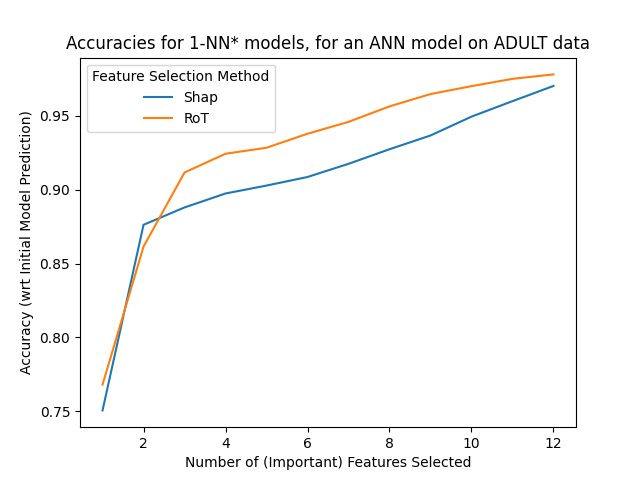 Accuracies for 1-NN* models, for an ANN model on ADULT data
Feature Selection Method
Shap
RoT
Accuracy (wrt Initial Model Prediction)
0.95
0.90
0.85
0.80
0.75
2 4 6 8 10 12
Number of (Important) Features Selected